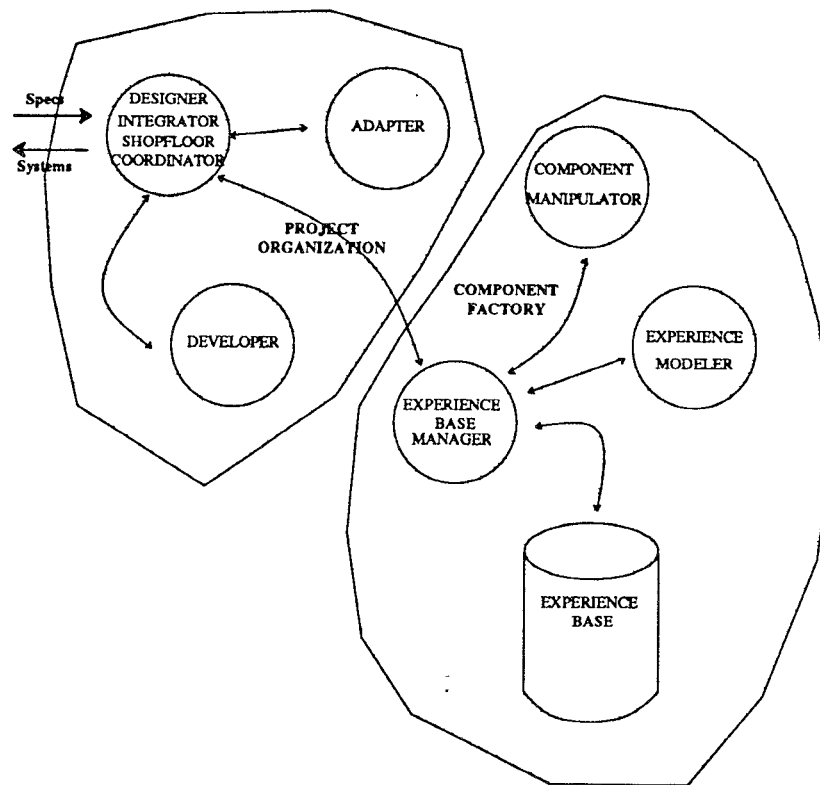 Specs
Systems
DESIGNER
INTEGRATOR
SHOPFLOOR
COORDINATOR
ADAPTER
PROJECT
ORGANIZATION
DEVELOPER
COMPONENT
MANIPULATOR
COMPONENT
FACTORY
EXPERIENCE
MODELER
EXPERIENCE
BASE
MANAGER
EXPERIENCE
BASE